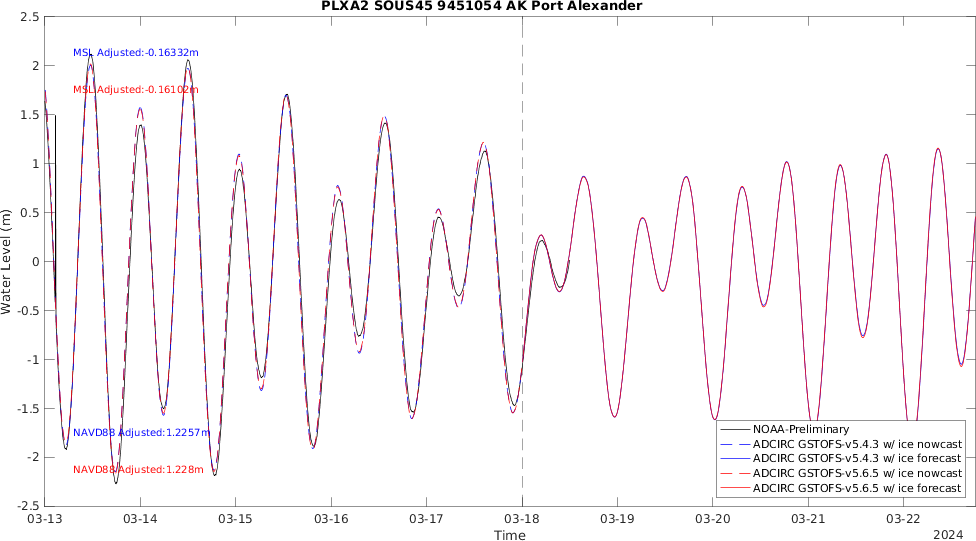 PLXA2 SOUS45 9451054 AK Port Alexander
2.5
2
1.5
1
0.5
0
-0.5
-1
-1.5
-2
-2.5
Water Level (m)
MSL Adjusted:-0.16332m
MSL Adjusted:-0.16102m
NAVD88 Adjusted:1.2257m
NAVD88 Adjusted:1.228m
NOAA-Preliminary
ADCIRC GSTOFS-v5.4.3 w/ ice nowcast
ADCIRC GSTOFS-v5.4.3 w/ ice forecast
ADCIRC GSTOFS-v5.6.5 w/ ice nowcast
ADCIRC GSTOFS-v5.6.5 w/ ice forecast
03-13 03-14 03-15 03-16 03-17 03-18 03-19 03-20 03-21 03-22
Time
2024